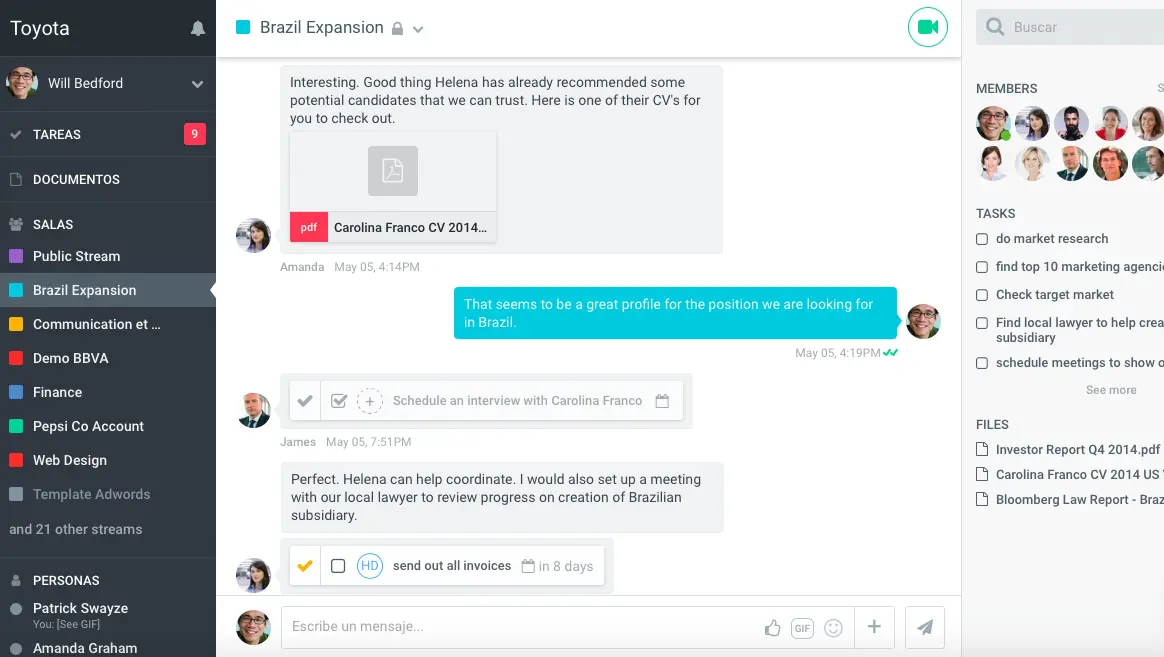 Toyota
Will Bedford
TAREAS
9
DOCUMENTOS
SALAS
Public Stream
Brazil Expansion
Communication et ...
Demo BBVA
Finance
Pepsi Co Account
Web Design
Template Adwords
and 21 other streams
PERSONAS
Patrick Swayze
You: [See GIF]
Amanda Graham
Brazil Expansion
Interesting. Good thing Helena has already recommended some
potential candidates that we can trust. Here is one of their CV's for
you to check out.
pdf
Carolina Franco CV 2014...
Amanda May 05, 4:14PM
That seems to be a great profile for the position we are looking for
in Brazil.
May 05, 4:19PM
Schedule an interview with Carolina Franco
James May 05, 7:51PM
Perfect. Helena can help coordinate. I would also set up a meeting
with our local lawyer to review progress on creation of Brazilian
subsidiary.
HD send out all invoices in 8 days
Escribe un mensaje...
GIF
Buscar
MEMBERS
TASKS
do market research
find top 10 marketing
Check target market
Find local lawyer to help
subsidiary
schedule meetings to show
See more
FILES
Investor Report Q4 2014.pdf
Carolina Franco CV 2014 US
Bloomberg Law Report -